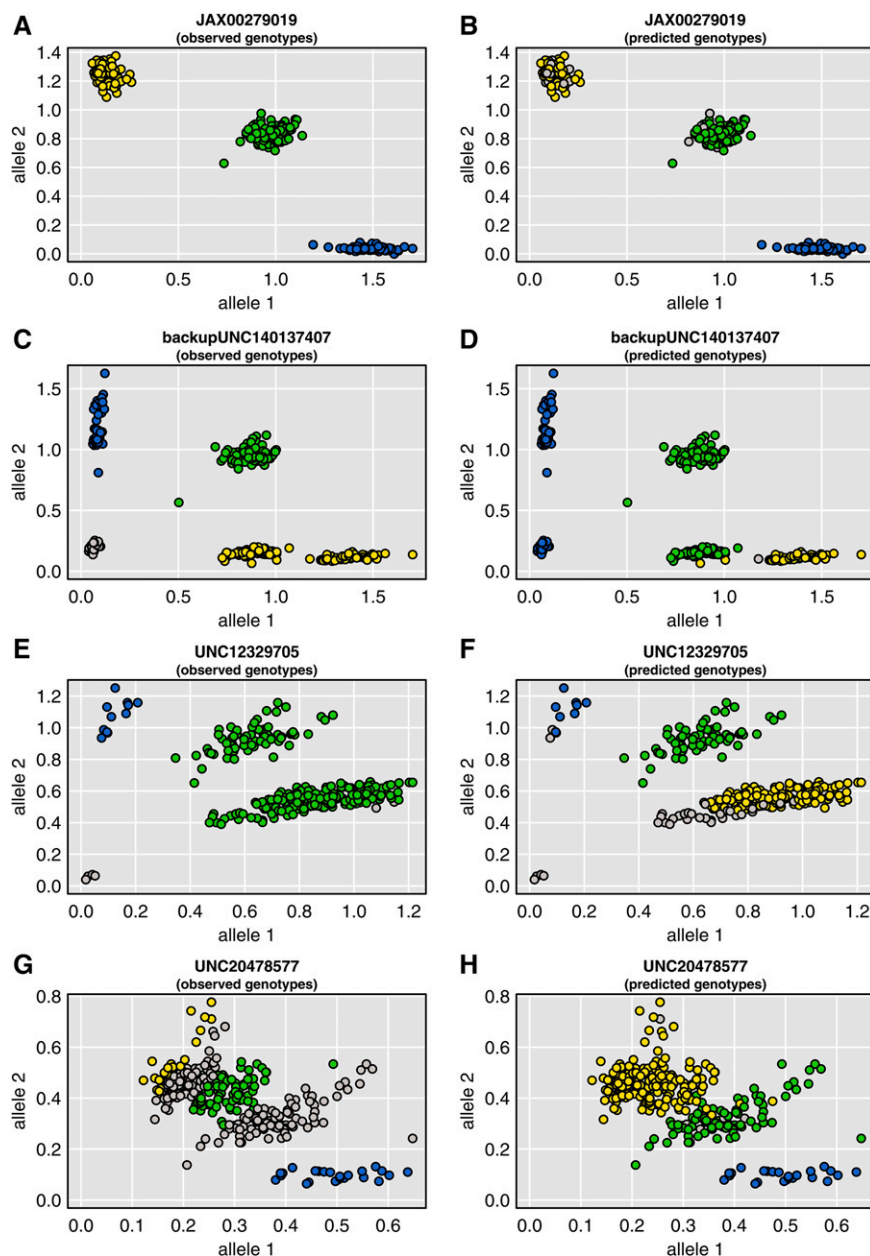 A
JAX00279019
(observed genotypes)
allele 2
1.4
1.2
1.0
0.8
0.6
0.4
0.2
0.0
0.0 0.5 1.0 1.5
allele 1
B
JAX00279019
(predicted genotypes)
allele 2
1.4
1.2
1.0
0.8
0.6
0.4
0.2
0.0
0.0 0.5 1.0 1.5
allele 1
C
backupUNC140137407
(observed genotypes)
allele 2
1.5
1.0
0.5
0.0
0.0 0.5 1.0 1.5
allele 1
D
backupUNC140137407
(predicted genotypes)
allele 2
1.5
1.0
0.5
0.0
0.0 0.5 1.0 1.5
allele 1
E
UNC12329705
(observed genotypes)
allele 2
1.2
1.0
0.8
0.6
0.4
0.2
0.0
0.0 0.2 0.4 0.6 0.8 1.0 1.2
allele 1
F
UNC12329705
(predicted genotypes)
allele 2
1.2
1.0
0.8
0.6
0.4
0.2
0.0
0.0 0.2 0.4 0.6 0.8 1.0 1.2
allele 1
G
UNC20478577
(observed genotypes)
allele 2
0.8
0.6
0.4
0.2
0.0
0.0 0.1 0.2 0.3 0.4 0.5 0.6
allele 1
H
UNC20478577
(predicted genotypes)
allele 2
0.8
0.6
0.4
0.2
0.0
0.0 0.1 0.2 0.3 0.4 0.5 0.6
allele 1